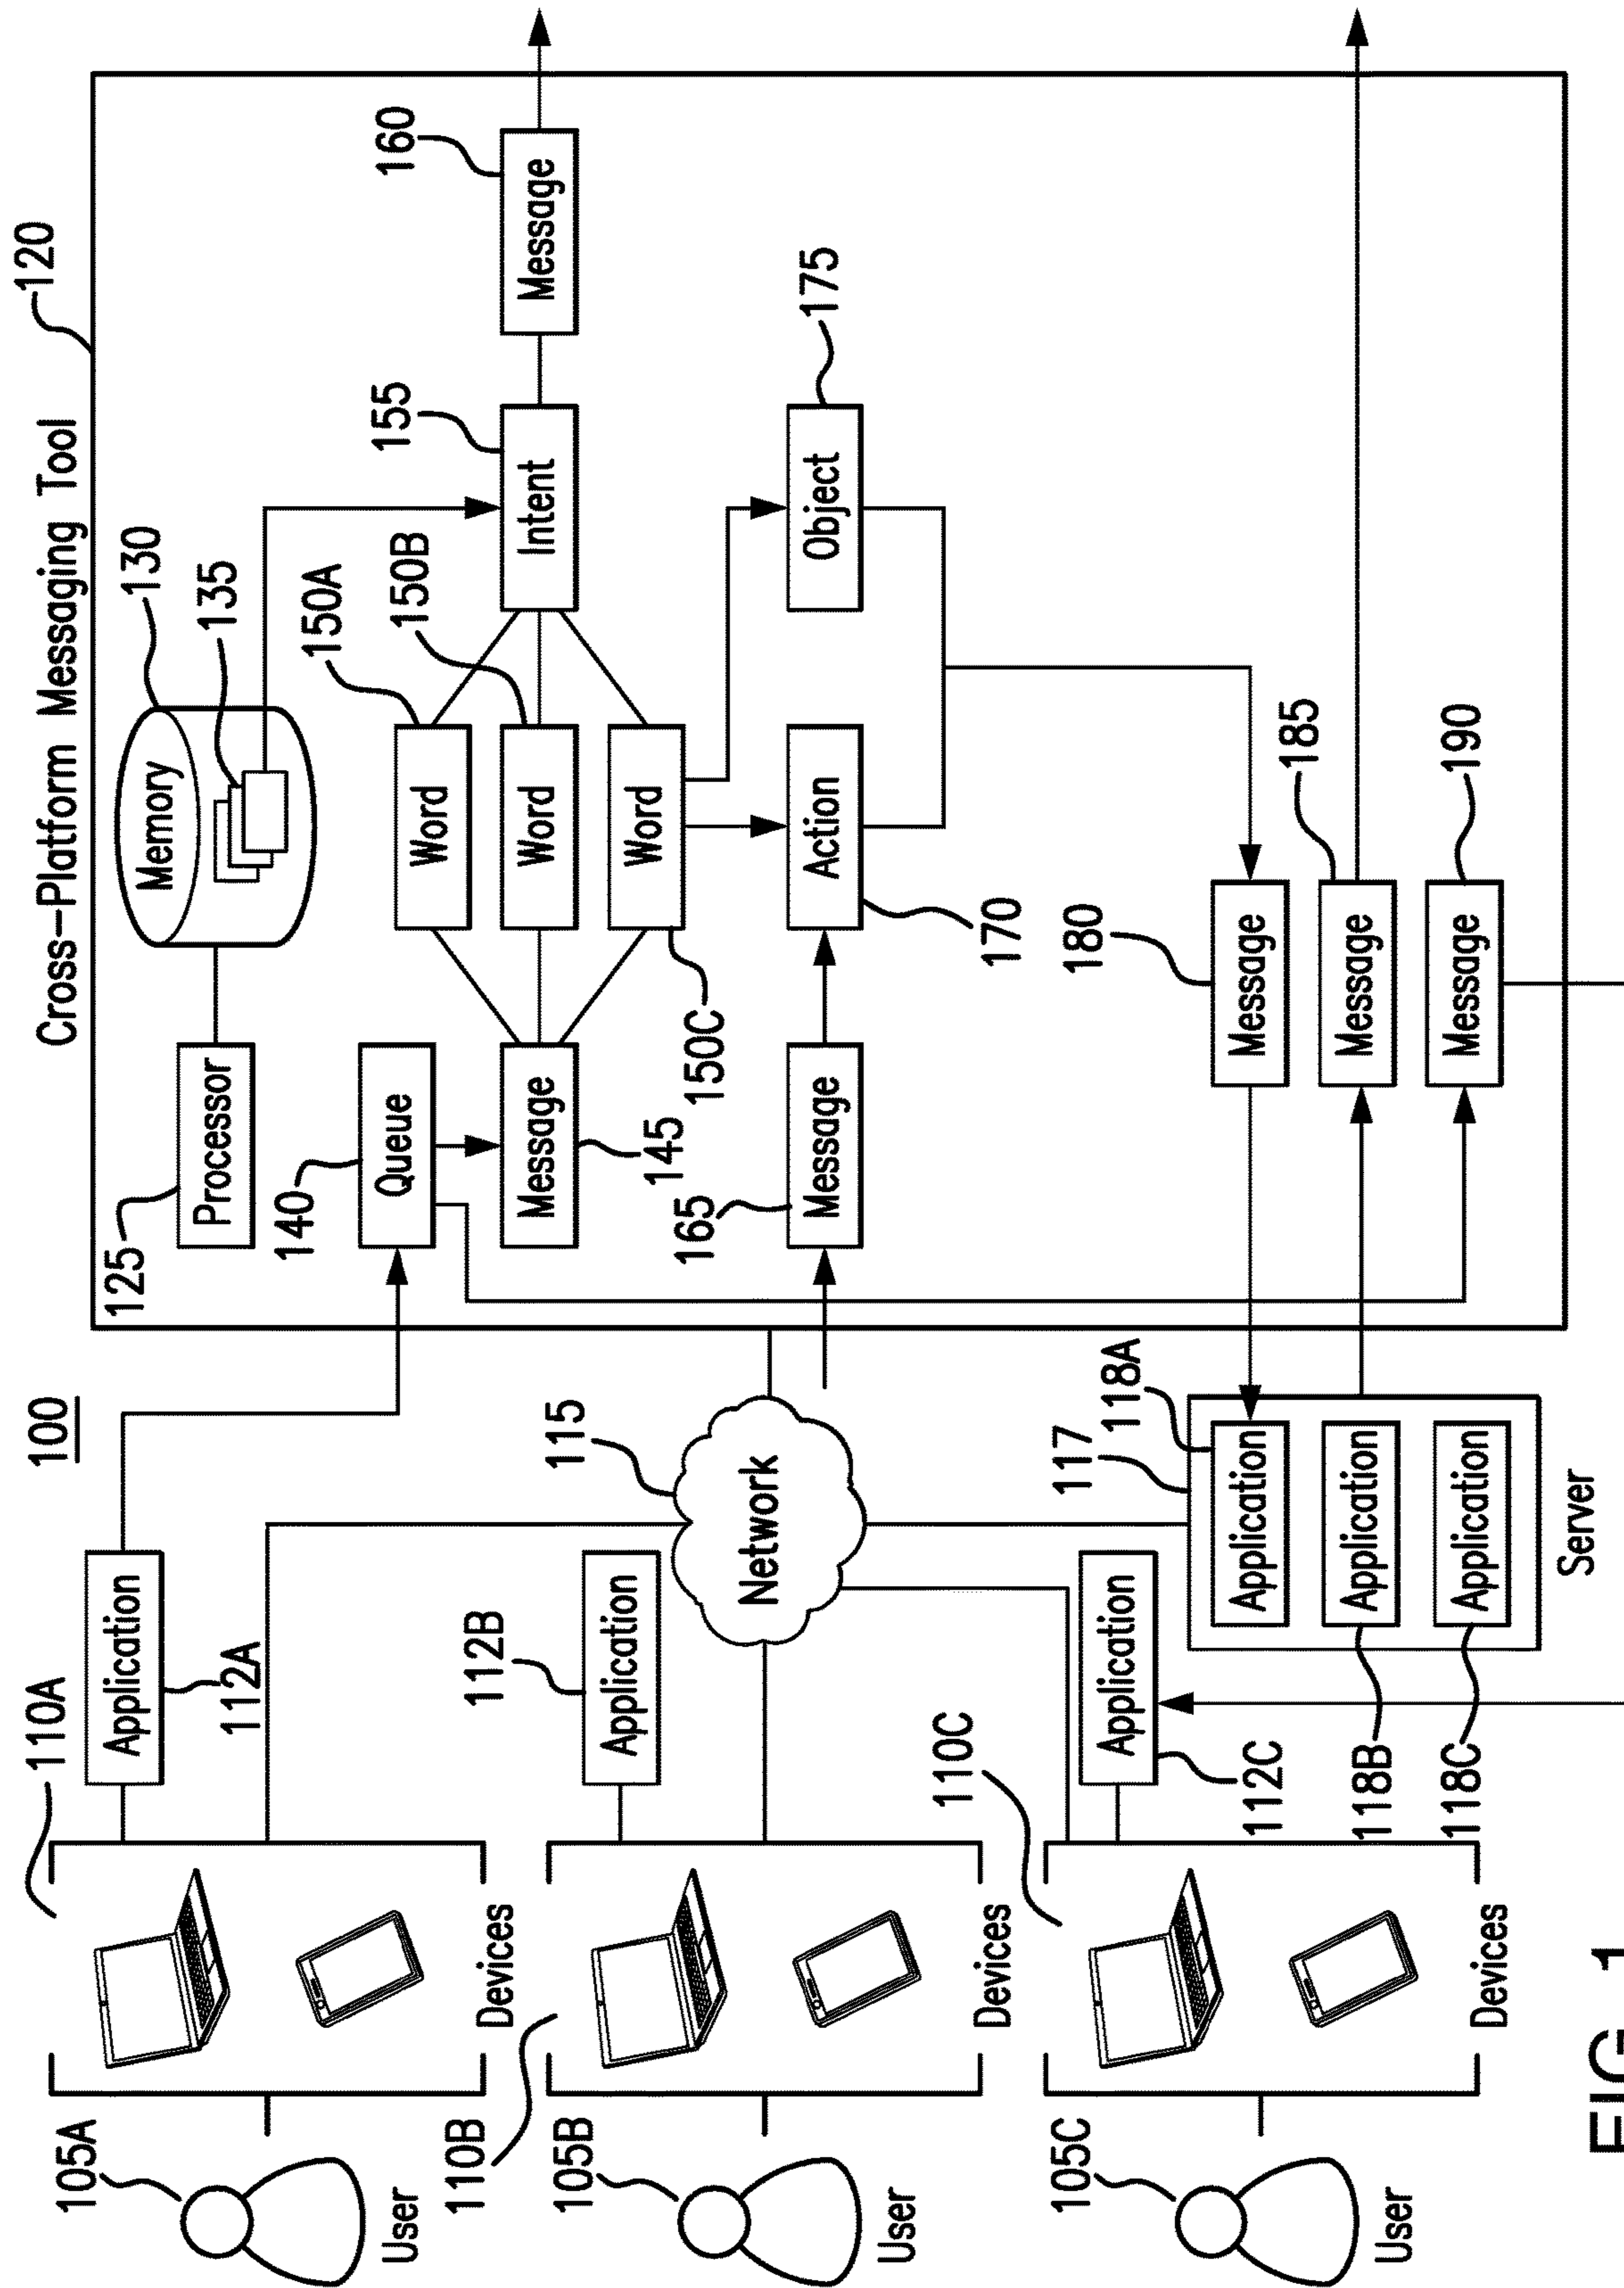 100
Cross-Platform Messaging Tool
120
105A
User
110A
Devices
Application
112A
125
Processor
Memory
130
135
140
Queue
Message
145
Word
150A
Word
150B
Word
150C
Intent
155
Message
160
105B
User
110B
Devices
112B
Application
115
Network
165
Message
Action
170
Object
175
105C
User
110C
Devices
Application
112C
117
118A
Application
Application
118B
Application
118C
Server
180
Message
Message
185
Message
190